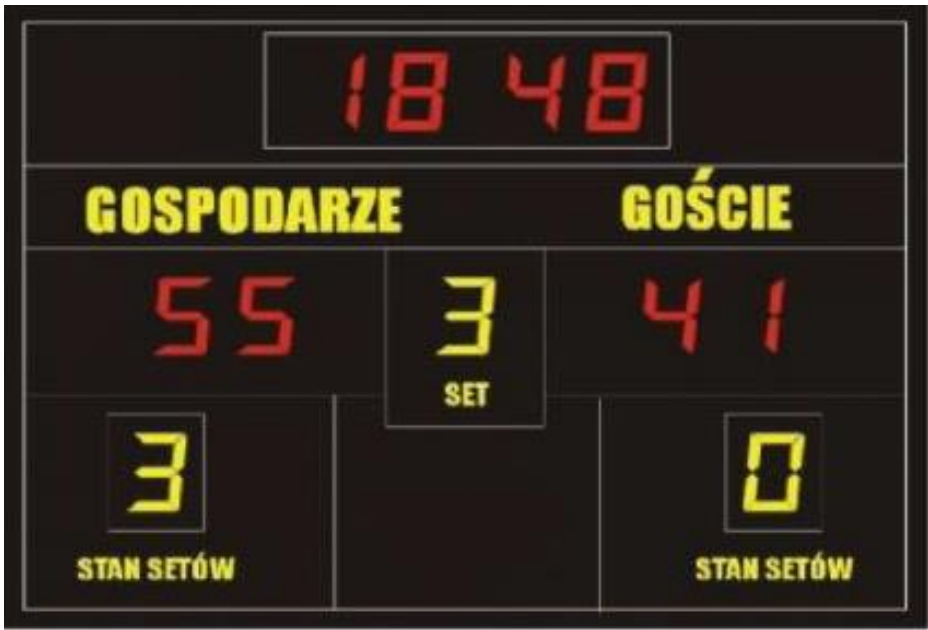 18 48
GOSPODARZE GOŚCIE
55 3 41
SET
3 0
STAN SETÓW STAN SETÓW